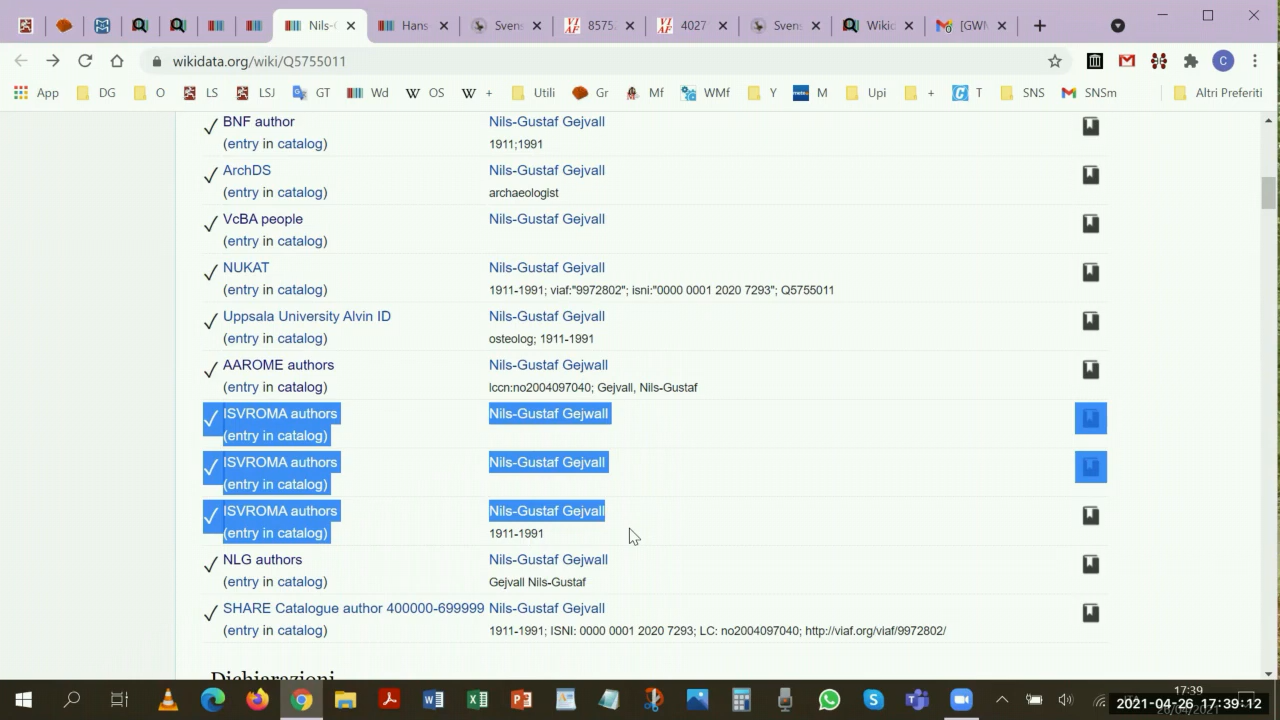 Nils-G
Hans
Svens
8575.
4027
Svens
Wikid
[GWI
wikidata.org/wiki/Q5755011
C
App
DG
O
LS
LSJ
GT
Wd
OS
+
Utili
Gr
Mf
WMf
Y
M
Upi
+
T
SNS
SNSm
Altri Preferiti
BNF author
Nils-Gustaf Gejvall
(entry in catalog)
1911;1991
ArchDS
Nils-Gustaf Gejvall
(entry in catalog)
archaeologist
VcBA people
Nils-Gustaf Gejvall
(entry in catalog)
NUKAT
Nils-Gustaf Gejvall
(entry in catalog)
1911-1991; viaf:"9972802"; isni:"0000 0001 2020 7293"; Q5755011
Uppsala University Alvin ID
Nils-Gustaf Gejvall
(entry in catalog)
osteolog; 1911-1991
AAROME authors
Nils-Gustaf Gejwall
(entry in catalog)
lccn:no2004097040; Gejvall, Nils-Gustaf
ISVROMA authors
Nils-Gustaf Gejwall
(entry in catalog)
ISVROMA authors
Nils-Gustaf Gejvall
(entry in catalog)
ISVROMA authors
Nils-Gustaf Gejvall
(entry in catalog)
1911-1991
NLG authors
Nils-Gustaf Gejwall
(entry in catalog)
Gejvall Nils-Gustaf
SHARE Catalogue author 400000-699999
Nils-Gustaf Gejvall
(entry in catalog)
1911-1991; ISNI: 0000 0001 2020 7293; LC: no2004097040; http://viaf.org/viaf/9972802/
Dichiarazioni
17:39
2021-04-26 17:39:12